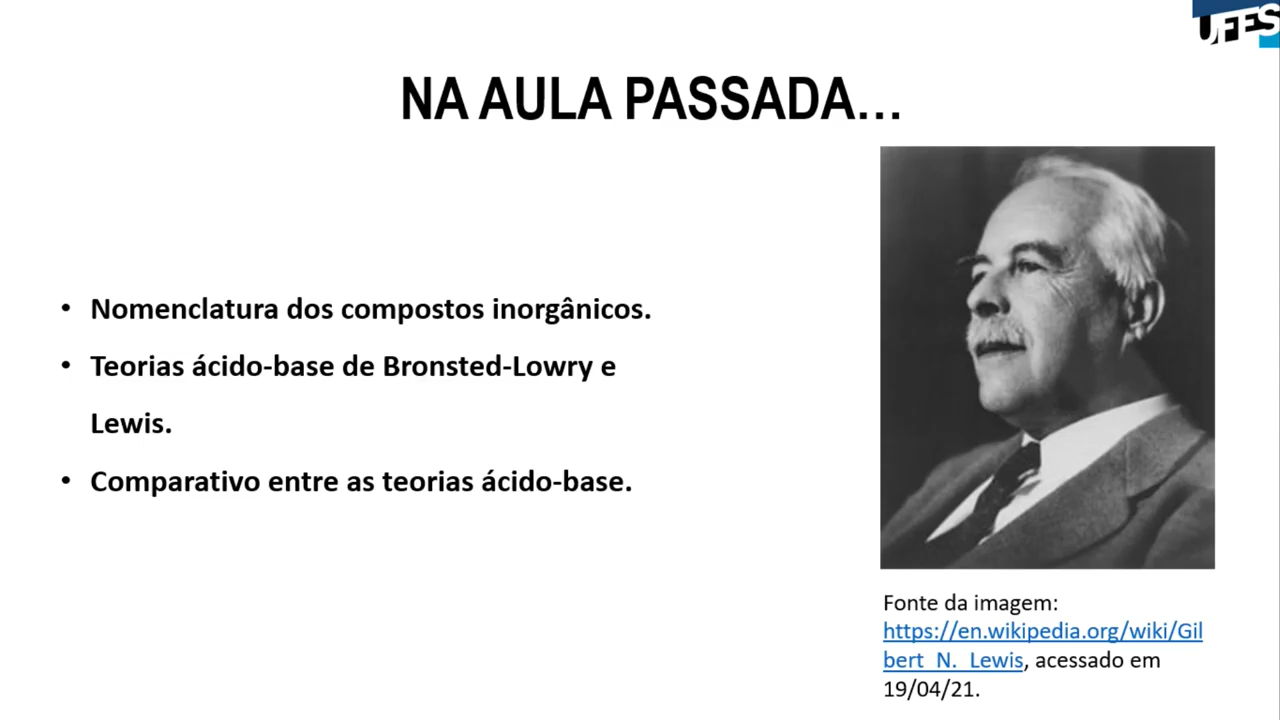 UFES
NA AULA PASSADA...
• Nomenclatura dos compostos inorgânicos.
• Teorias ácido-base de Bronsted-Lowry e
Lewis.
• Comparativo entre as teorias ácido-base.
Fonte da imagem:
https://en.wikipedia.org/wiki/Gil
bert_N._Lewis, acessado em
19/04/21.